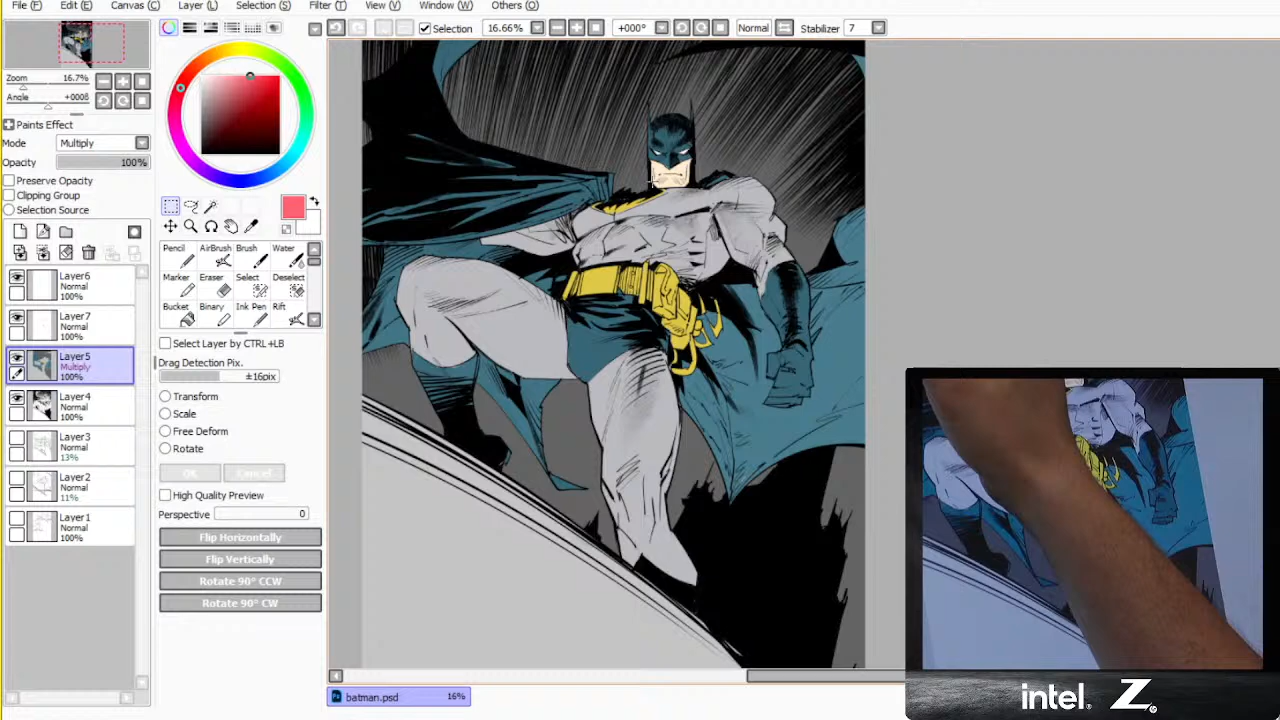 File (F) Edit (E) Canvas (C) Layer (L) Selection (S) Filter (T) View (V) Window (W) Others (O)
Selection 16.66% +000° Normal Stabilizer 7
Zoom 16.7%
Angle +000θ
Paints Effect
Mode Multiply
Opacity 100%
Preserve Opacity
Clipping Group
Selection Source
Layer6
Normal
100%
Layer7
Normal
100%
Layer5
Multiply
100%
Layer4
Normal
100%
Layer3
Normal
13%
Layer2
Normal
11%
Layer1
Normal
100%
Pencil AirBrush Brush Water
Marker Eraser Select Deselect
Bucket Binary Ink Pen Rift
Select Layer by CTRL +LB
Drag Detection Pix.
±16pix
Transform
Scale
Free Deform
Rotate
OK Cancel
High Quality Preview
Perspective 0
Flip Horizontally
Flip Vertically
Rotate 90° CCW
Rotate 90° CW
batman.psd 16%
intel. Z